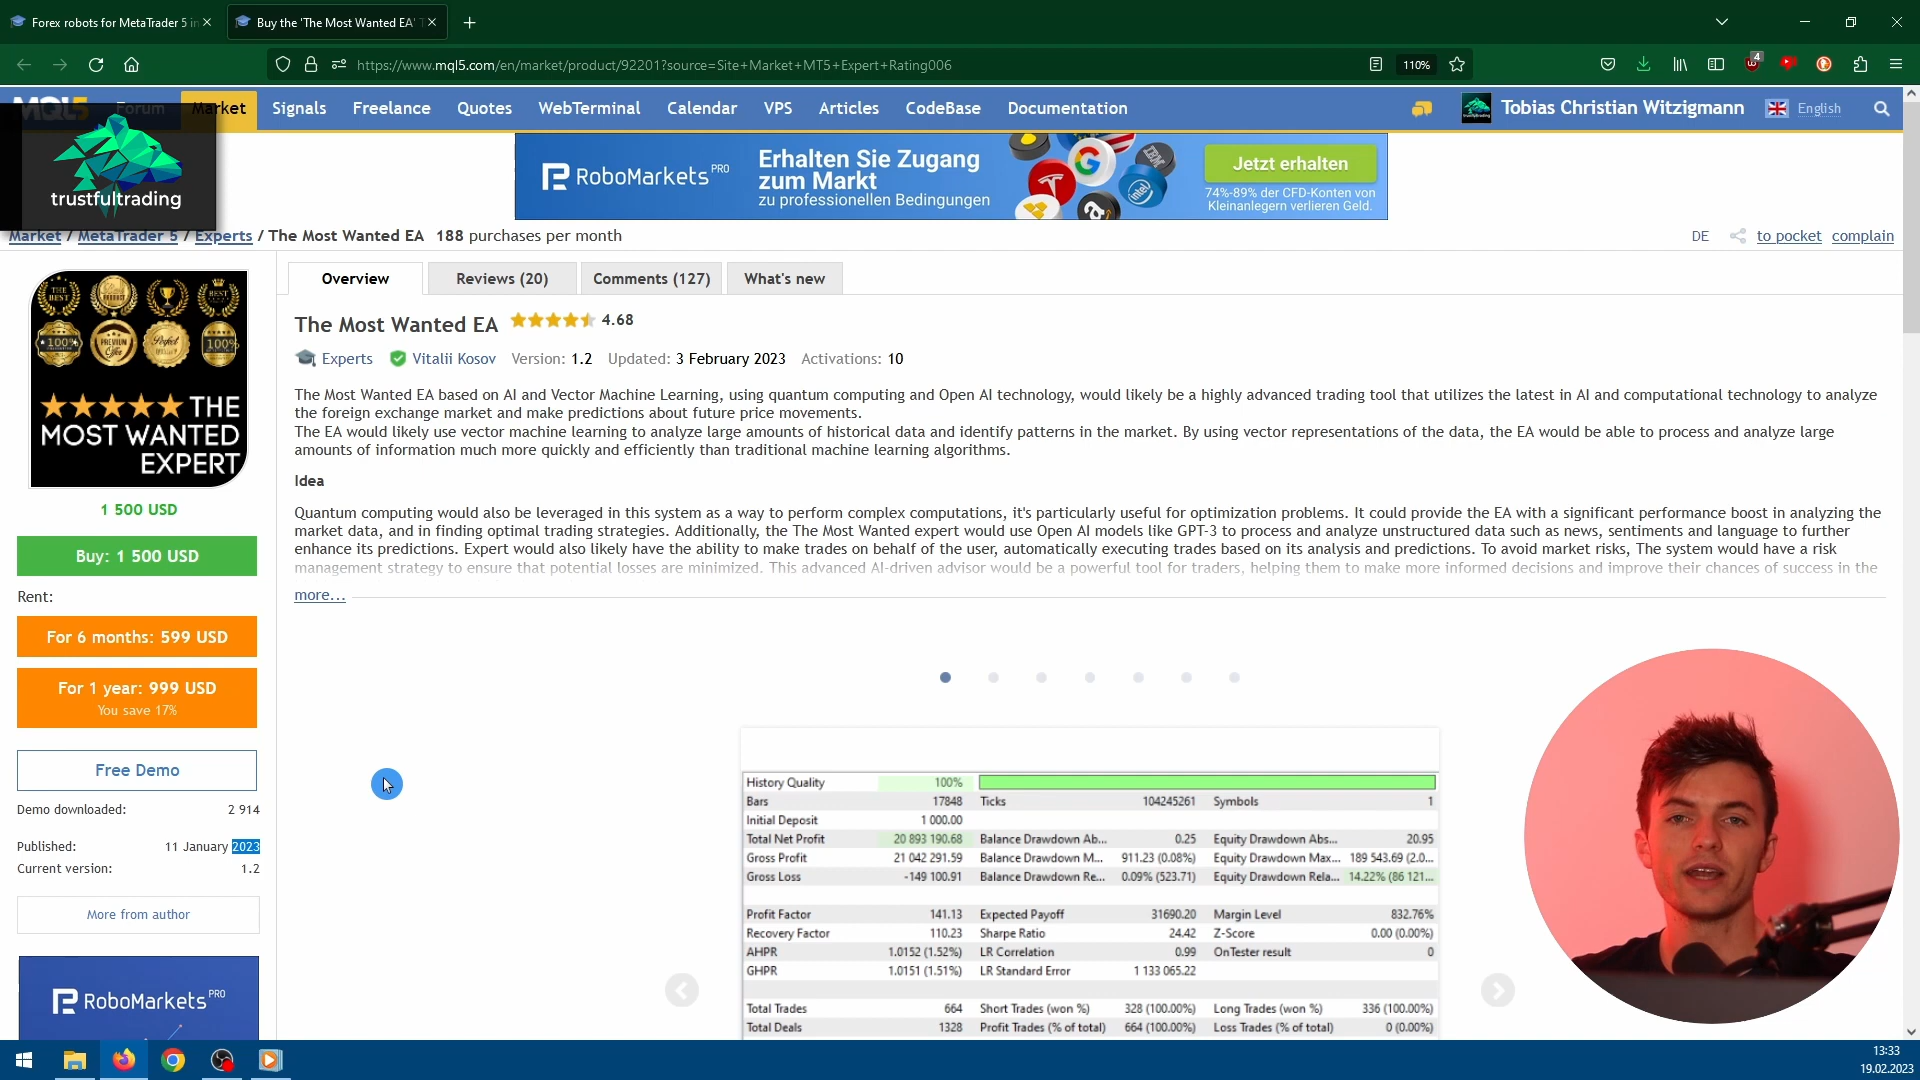 Forex robots for MetaTrader 5 in
Buy the 'The Most Wanted EA'
https://www.mql5.com/en/market/product/92201?source=Site+Market+MT5+Expert+Rating006
110%
4
MQL5
Forum
Market
Signals
Freelance
Quotes
WebTerminal
Calendar
VPS
Articles
CodeBase
Documentation
Tobias Christian Witzigmann
English
trustfultrading
RoboMarkets PRO
Erhalten Sie Zugang
zum Markt
zu professionellen Bedingungen
IBM
intel
Jetzt erhalten
74%-89% der CFD-Konten von
Kleinanlegern verlieren Geld.
Market / MetaTrader 5 / Experts / The Most Wanted EA 188 purchases per month
DE
to pocket
complain
Overview
Reviews (20)
Comments (127)
What's new
THE BEST
BEST
100%
PREMIUM
Perfect
100%
THE
MOST WANTED
EXPERT
The Most Wanted EA
4.68
Experts
Vitalii Kosov
Version: 1.2
Updated: 3 February 2023
Activations: 10
The Most Wanted EA based on AI and Vector Machine Learning, using quantum computing and Open AI technology, would likely be a highly advanced trading tool that utilizes the latest in AI and computational technology to analyze
the foreign exchange market and make predictions about future price movements.
The EA would likely use vector machine learning to analyze large amounts of historical data and identify patterns in the market. By using vector representations of the data, the EA would be able to process and analyze large
amounts of information much more quickly and efficiently than traditional machine learning algorithms.
Idea
Quantum computing would also be leveraged in this system as a way to perform complex computations, it's particularly useful for optimization problems. It could provide the EA with a significant performance boost in analyzing the
market data, and in finding optimal trading strategies. Additionally, the The Most Wanted expert would use Open AI models like GPT-3 to process and analyze unstructured data such as news, sentiments and language to further
enhance its predictions. Expert would also likely have the ability to make trades on behalf of the user, automatically executing trades based on its analysis and predictions. To avoid market risks, The system would have a risk
management strategy to ensure that potential losses are minimized. This advanced AI-driven advisor would be a powerful tool for traders, helping them to make more informed decisions and improve their chances of success in the
more...
1 500 USD
Buy: 1 500 USD
Rent:
For 6 months: 599 USD
For 1 year: 999 USD
You save 17%
Free Demo
Demo downloaded: 2 914
Published: 11 January 2023
Current version: 1.2
More from author
RoboMarkets PRO
History Quality 100%
Bars 17848 Ticks 104245261 Symbols 1
Initial Deposit 1 000.00
Total Net Profit 20 893 190.68 Balance Drawdown Ab... 0.25 Equity Drawdown Abs... 20.95
Gross Profit 21 042 291.59 Balance Drawdown M... 911.23 (0.08%) Equity Drawdown Max... 189 543.69 (2.0...
Gross Loss -149 100.91 Balance Drawdown Re... 0.09% (523.71) Equity Drawdown Rela... 14.22% (86 121...
Profit Factor 141.13 Expected Payoff 31690.20 Margin Level 832.76%
Recovery Factor 110.23 Sharpe Ratio 24.42 Z-Score 0.00 (0.00%)
AHPR 1.0152 (1.52%) LR Correlation 0.99 OnTester result 0
GHPR 1.0151 (1.51%) LR Standard Error 1 133 065.22
Total Trades 664 Short Trades (won %) 328 (100.00%) Long Trades (won %) 336 (100.00%)
Total Deals 1328 Profit Trades (% of total) 664 (100.00%) Loss Trades (% of total) 0 (0.00%)
13:33
19.02.2023